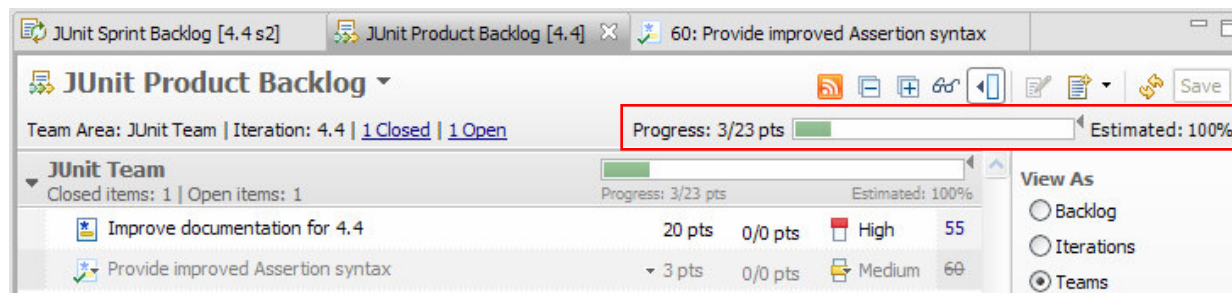 JUnit Sprint Backlog [4.4 s2] JUnit Product Backlog [4.4] 60: Provide improved Assertion syntax
JUnit Product Backlog Save
Team Area: JUnit Team | Iteration: 4.4 | 1 Closed | 1 Open Progress: 3/23 pts Estimated: 100%
JUnit Team
Closed items: 1 | Open items: 1 Progress: 3/23 pts Estimated: 100%
Improve documentation for 4.4 20 pts 0/0 pts High 55
Provide improved Assertion syntax 3 pts 0/0 pts Medium 60
View As
Backlog
Iterations
Teams